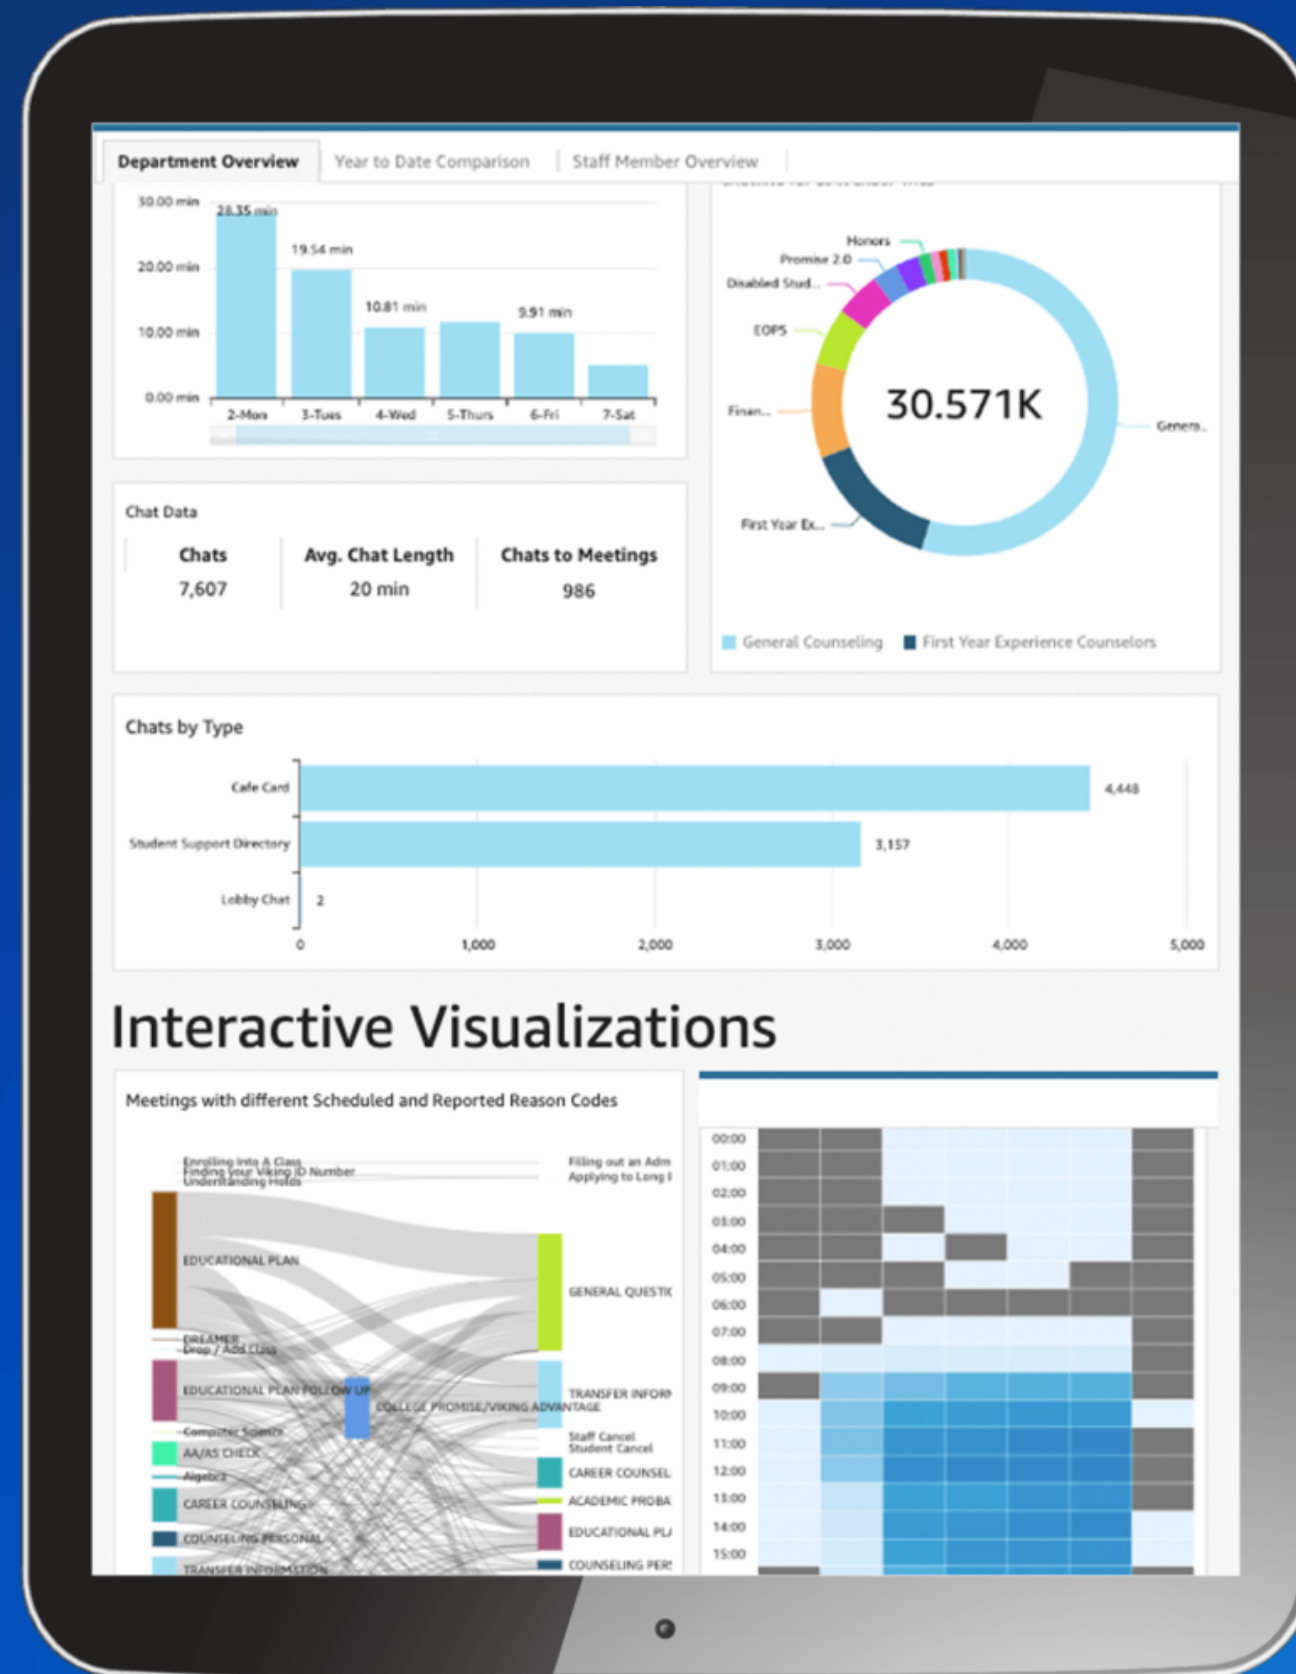 Department Overview
Year to Date Comparison
Staff Member Overview
30.00 min
28.35 min
19.54 min
20.00 min
10.81 min
9.91 min
10.00 min
0.00 min
2-Mon
3-Tues
4-Wed
5-Thurs
6-Fri
7-Sat
Honors
Promise 2.0
Disabled Stud...
EOPS
Finan...
30.571K
Genera..
First Year Ex...
General Counseling
First Year Experience Counselors
Chat Data
Chats
Avg. Chat Length
Chats to Meetings
7,607
20 min
986
Chats by Type
Cafe Card
4,448
Student Support Directory
3,157
Lobby Chat
2
0
1,000
2,000
3,000
4,000
5,000
Interactive Visualizations
Meetings with different Scheduled and Reported Reason Codes
Enrolling Into A Class
Finding your Viking ID Number
Understanding Holds
EDUCATIONAL PLAN
DREAMER
Drop / Add Class
EDUCATIONAL PLAN FOLLOW UP
COLLEGE PROMISE/VIKING ADVANTAGE
Computer Science
AA/AS CHECK
Algebra
CAREER COUNSELING
COUNSELING PERSONAL
TRANSFER INFORMATION
Filling out an Adm
Applying to Long
GENERAL QUESTI
TRANSFER INFOR
Staff Cancel
Student Cancel
CAREER COUNSEL
ACADEMIC PROBA
EDUCATIONAL PL
COUNSELING PER
00:00
01:00
02:00
03:00
04:00
05:00
06:00
07:00
08:00
09:00
10:00
11:00
12:00
13:00
14:00
15:00